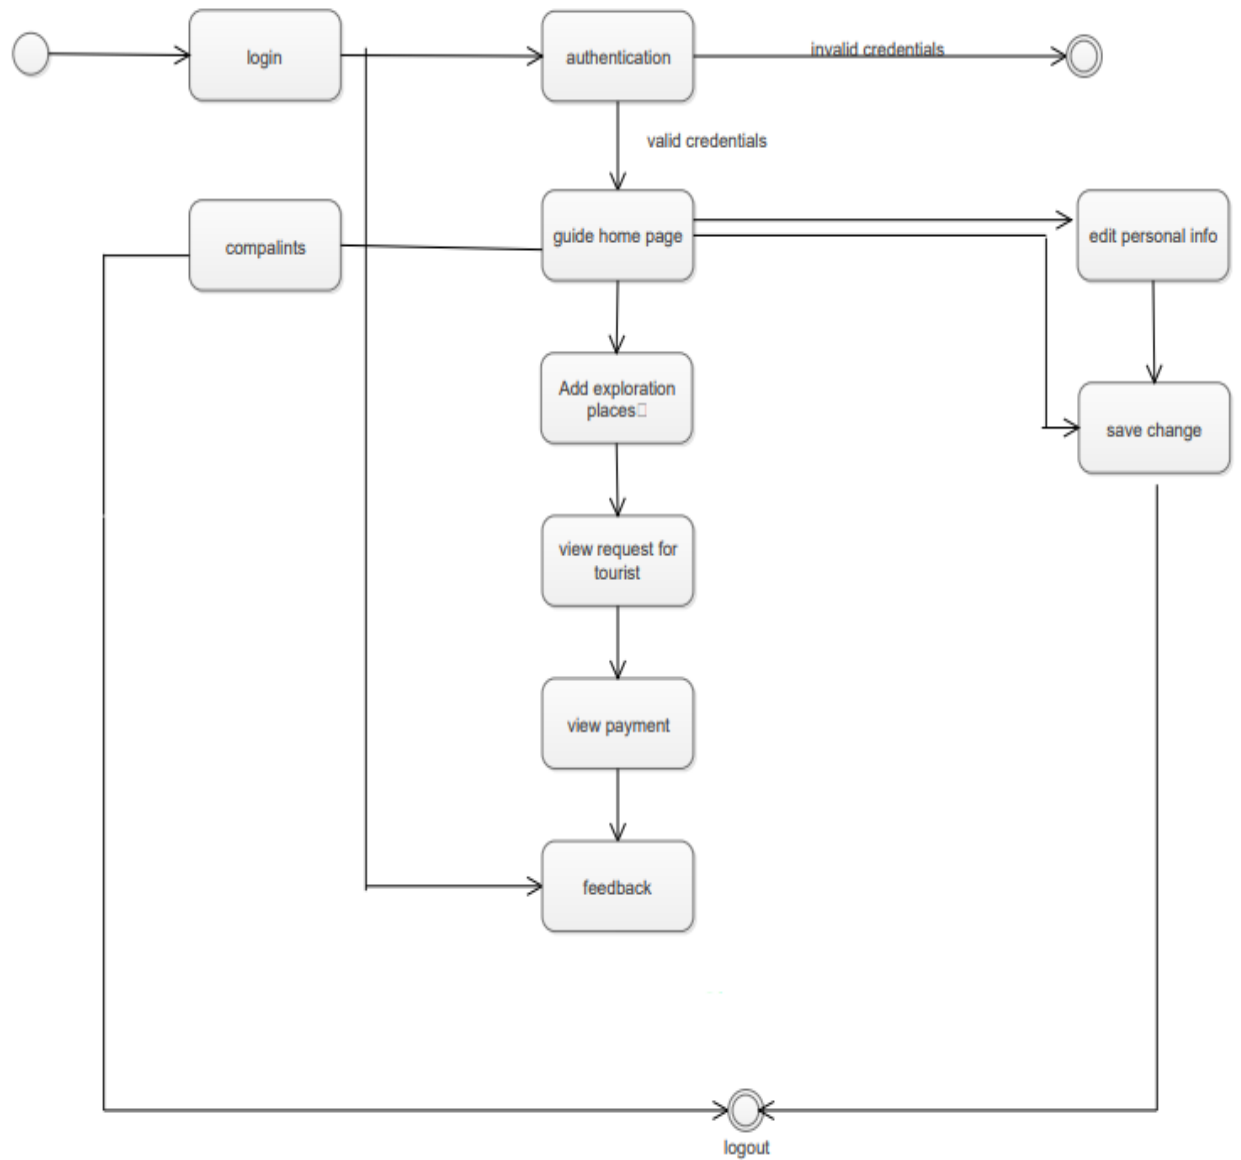 login
authentication
invalid credentials
valid credentials
compalints
guide home page
edit personal info
Add exploration
places
save change
view request for
tourist
view payment
feedback
logout